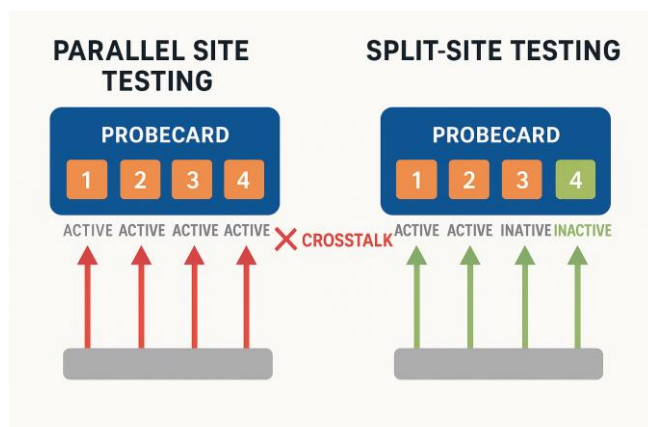 PARALLEL SITE
TESTING
PROBECARD
1 2 3 4
ACTIVE ACTIVE ACTIVE ACTIVE
CROSSTALK
SPLIT-SITE TESTING
PROBECARD
1 2 3 4
ACTIVE ACTIVE INATIVE INACTIVE